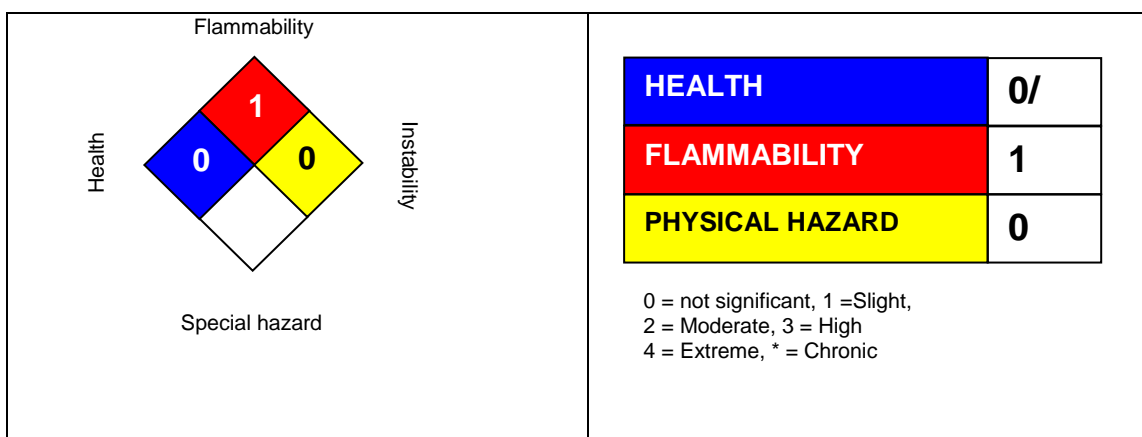 Flammability
1
Health
0
0
Instability
Special hazard
HEALTH 0/
FLAMMABILITY 1
PHYSICAL HAZARD 0
0 = not significant, 1 =Slight,
2 = Moderate, 3 = High
4 = Extreme, * = Chronic